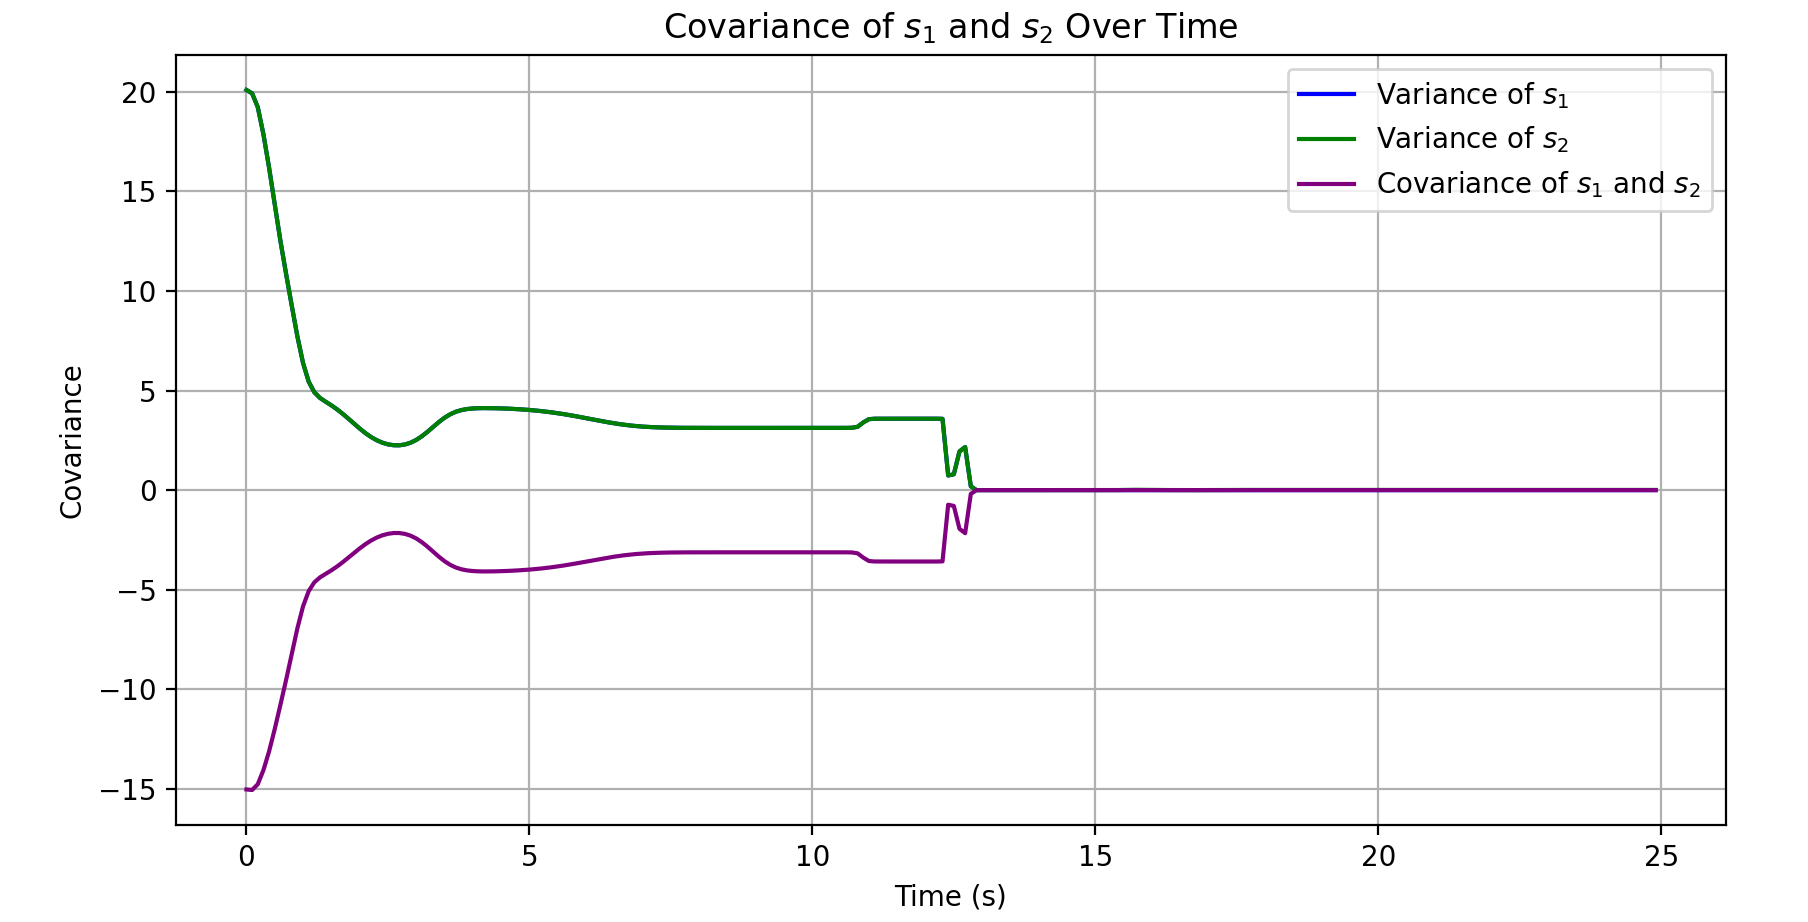 Covariance of s₁ and s₂ Over Time
Covariance
20
15
10
5
0
−5
−10
−15
Variance of s₁
Variance of s₂
Covariance of s₁ and s₂
0 5 10 15 20 25
Time (s)